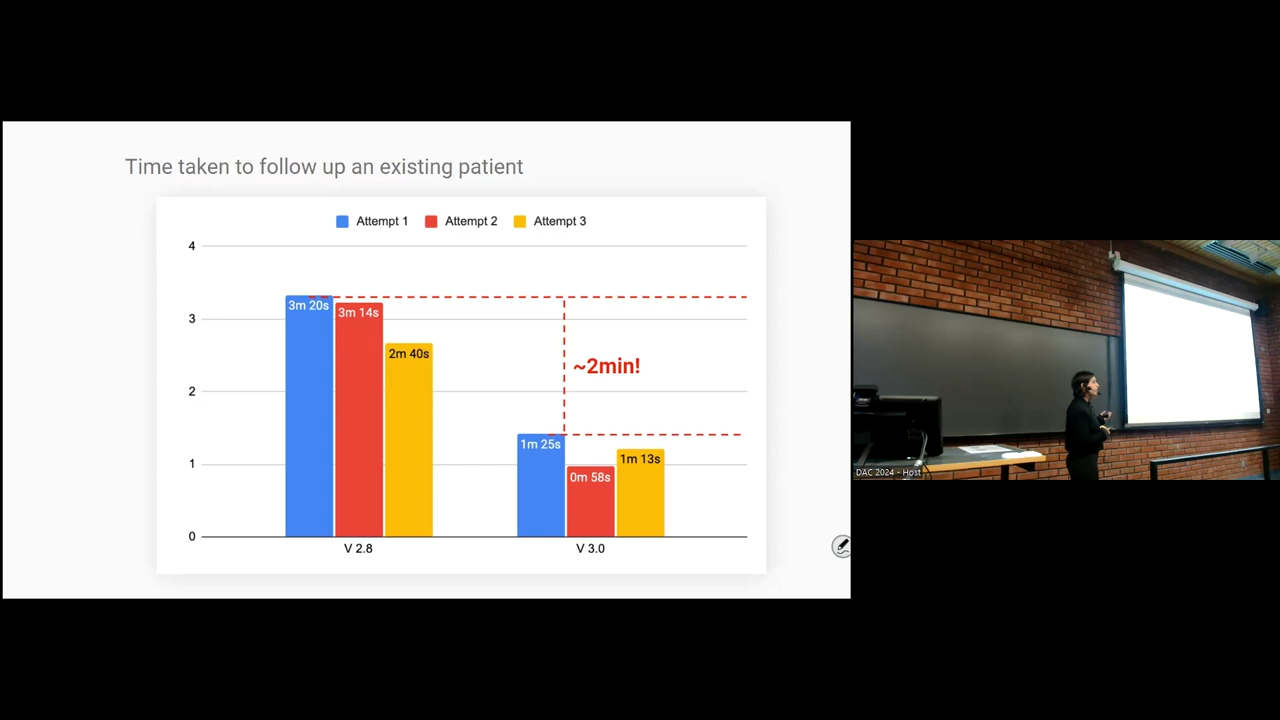 Time taken to follow up an existing patient
Attempt 1 Attempt 2 Attempt 3
4
3
2
1
0
3m 20s
3m 14s
2m 40s
~2min!
1m 25s
0m 58s
1m 13s
V 2.8 V 3.0
DAC 2024 - Host